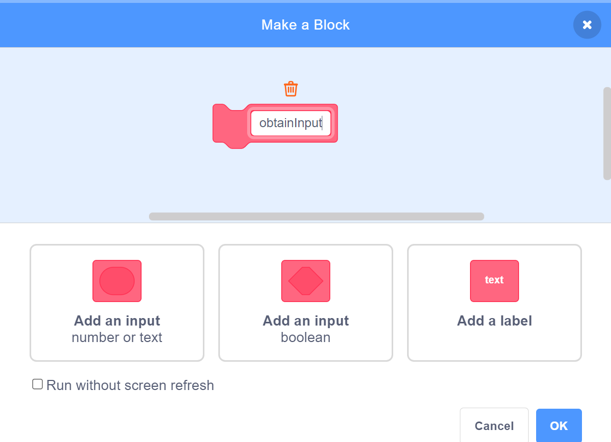 Make a Block
obtainInput
text
Add an input
number or text
Add an input
boolean
Add a label
Run without screen refresh
Cancel
OK